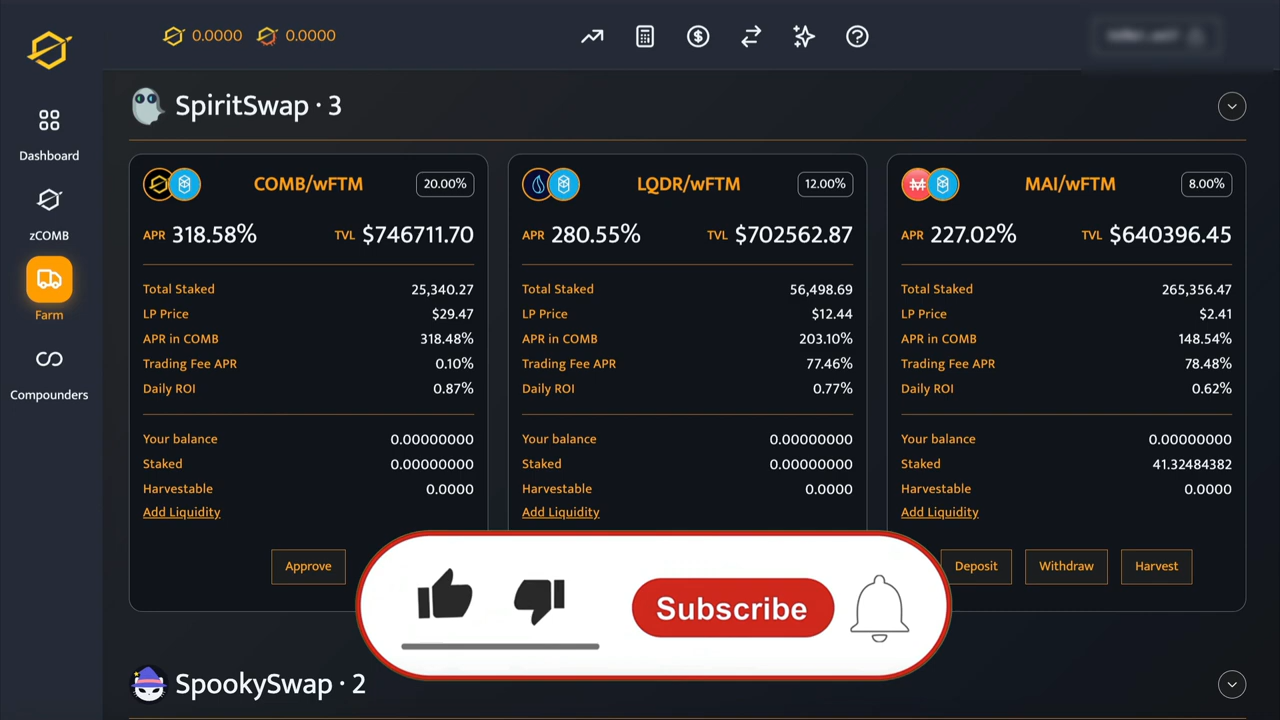 0.0000 0.0000
Dashboard
zCOMB
Farm
Compounders
SpiritSwap · 3
COMB/wFTM 20.00%
APR 318.58% TVL $746711.70
Total Staked 25,340.27
LP Price $29.47
APR in COMB 318.48%
Trading Fee APR 0.10%
Daily ROI 0.87%
Your balance 0.00000000
Staked 0.00000000
Harvestable 0.0000
Add Liquidity
Approve
LQDR/wFTM 12.00%
APR 280.55% TVL $702562.87
Total Staked 56,498.69
LP Price $12.44
APR in COMB 203.10%
Trading Fee APR 77.46%
Daily ROI 0.77%
Your balance 0.00000000
Staked 0.00000000
Harvestable 0.0000
Add Liquidity
MAI/wFTM 8.00%
APR 227.02% TVL $640396.45
Total Staked 265,356.47
LP Price $2.41
APR in COMB 148.54%
Trading Fee APR 78.48%
Daily ROI 0.62%
Your balance 0.00000000
Staked 41.32484382
Harvestable 0.0000
Add Liquidity
Deposit Withdraw Harvest
Subscribe
SpookySwap · 2